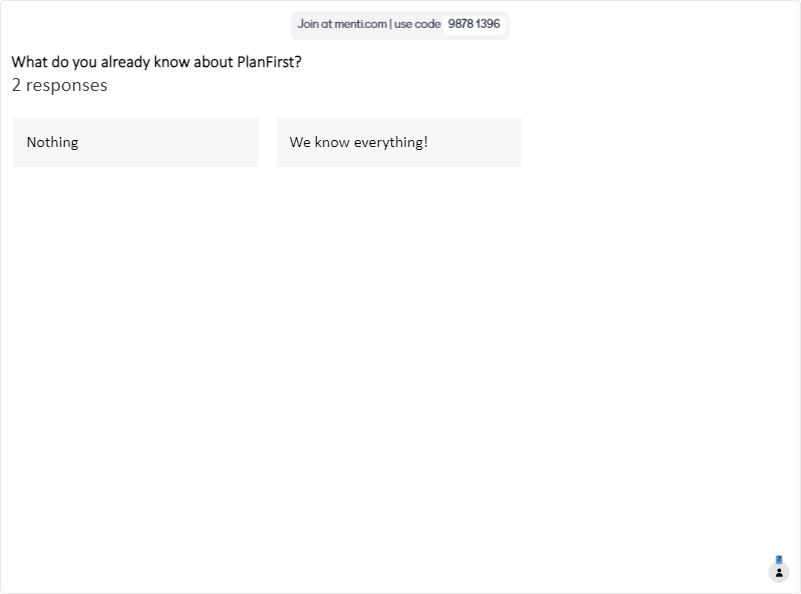 Join at menti.com | use code 9878 1396
What do you already know about PlanFirst?
2 responses
Nothing
We know everything!